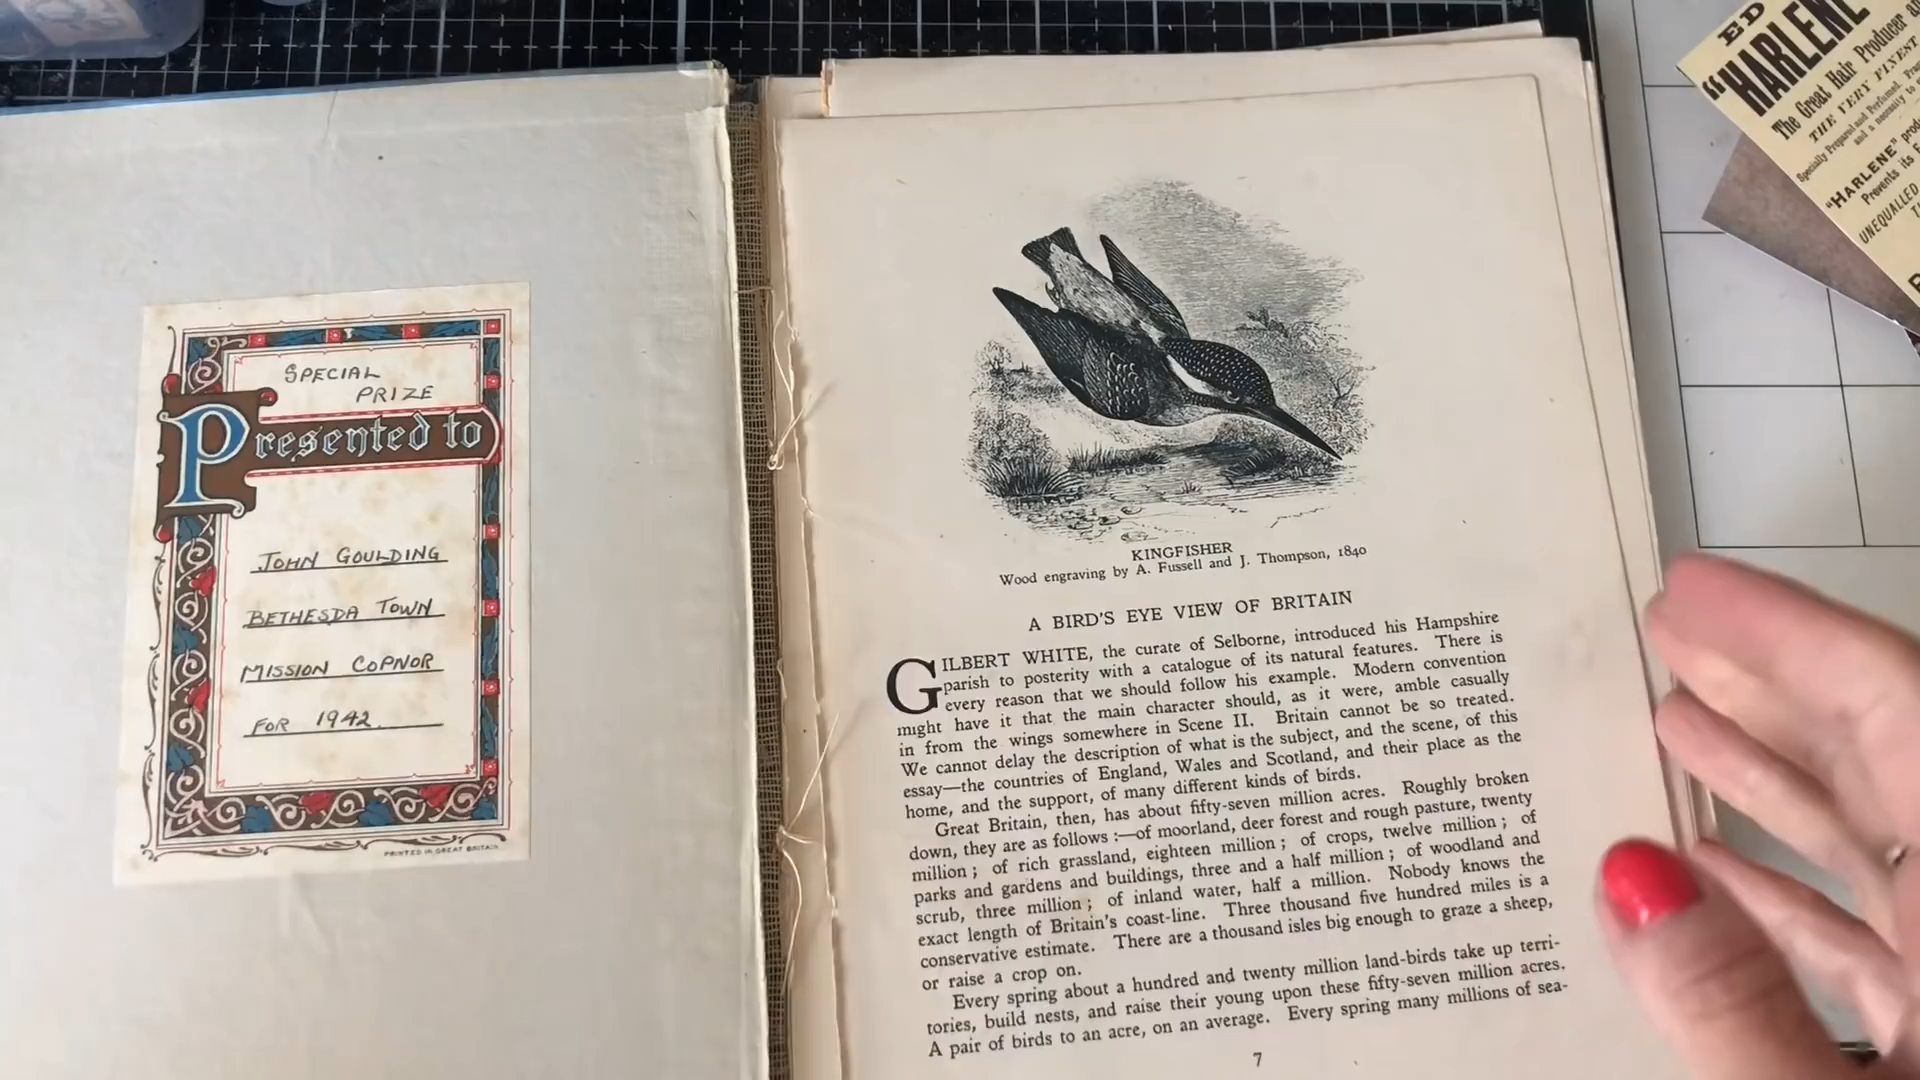 SPECIAL
PRIZE
Presented to
JOHN GOULDING
BETHESDA TOWN
MISSION COPNOR
FOR 1942.
PRINTED IN GREAT BRITAIN.
KINGFISHER
Wood engraving by A. Fussell and J. Thompson, 1840
A BIRD'S EYE VIEW OF BRITAIN
GILBERT WHITE, the curate of Selborne, introduced his Hampshire
parish to posterity with a catalogue of its natural features. There is
every reason that we should follow his example. Modern convention
might have it that the main character should, as it were, amble casually
in from the wings somewhere in Scene II. Britain cannot be so treated.
We cannot delay the description of what is the subject, and the scene, of this
essay—the countries of England, Wales and Scotland, and their place as the
home, and the support, of many different kinds of birds.
Great Britain, then, has about fifty-seven million acres. Roughly broken
down, they are as follows :—of moorland, deer forest and rough pasture, twenty
million ; of rich grassland, eighteen million ; of crops, twelve million ; of
parks and gardens and buildings, three and a half million ; of woodland and
scrub, three million ; of inland water, half a million. Nobody knows the
exact length of Britain's coast-line. Three thousand five hundred miles is a
conservative estimate. There are a thousand isles big enough to graze a sheep,
or raise a crop on.
Every spring about a hundred and twenty million land-birds take up terri-
tories, build nests, and raise their young upon these fifty-seven million acres.
A pair of birds to an acre, on an average. Every spring many millions of sea-
7
ED
"HARLENE
The Great Hair Producer
THE VERY FINEST
Specially Prepared and Perfumed.
and a necessity to
"HARLENE"
Prevents its
UNEQUALLED